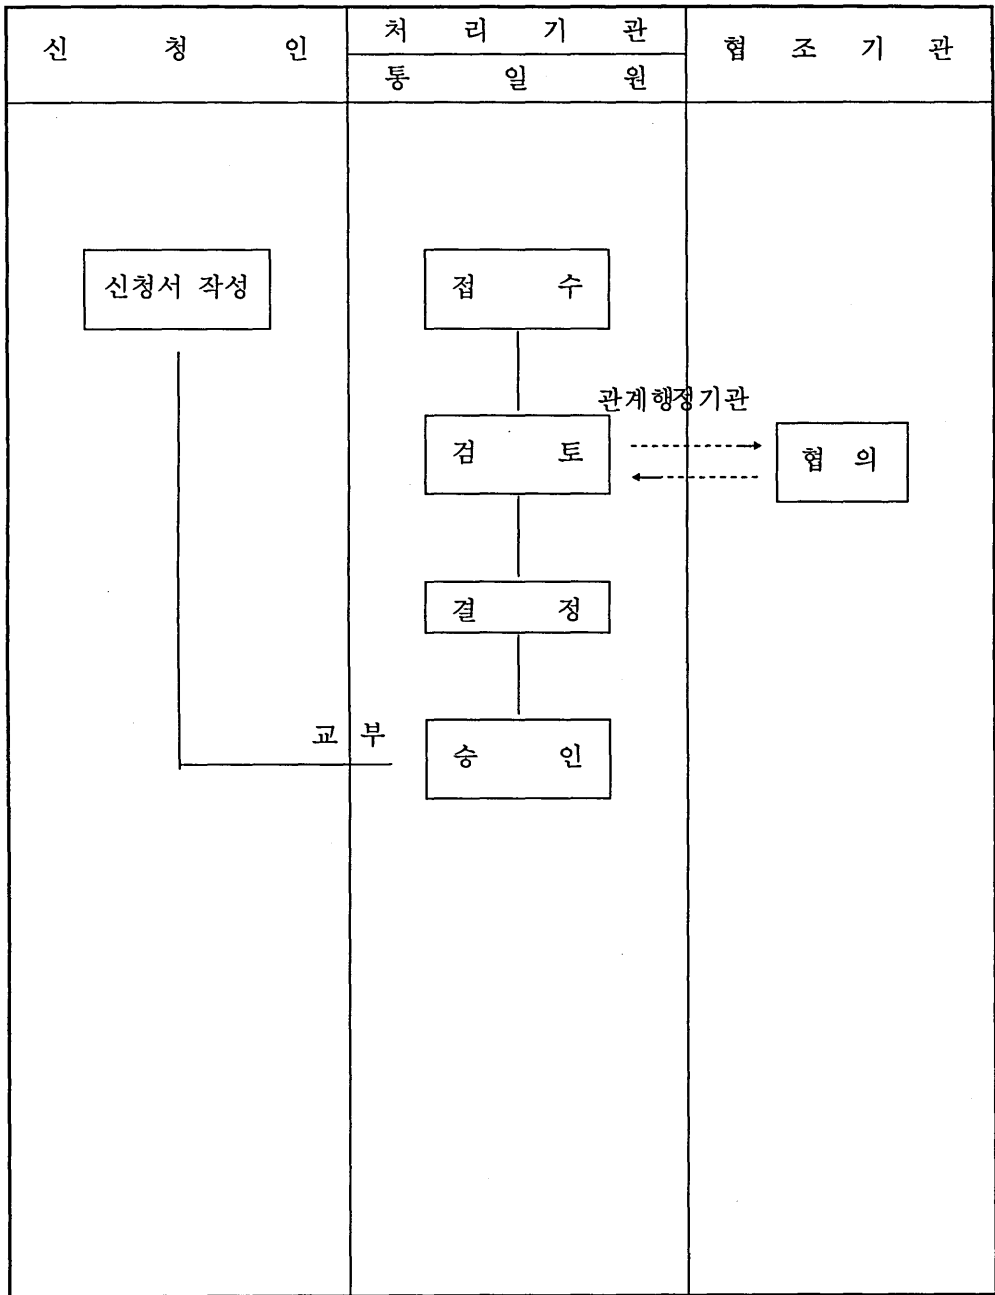 신 청 인
처 리 기 관
통 일 원
협 조 기 관
신청서 작성
접 수
관계행정기관
검 토
협 의
결 정
교 부
승 인